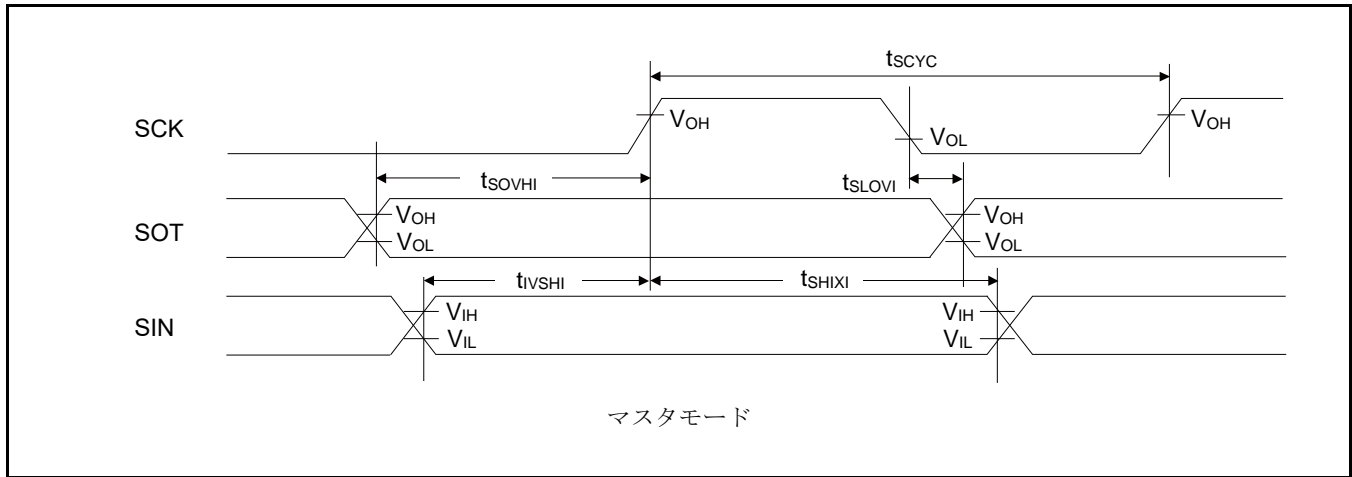 tSCYC
SCK
VOH
VOL
VOH
tSOVHI
tSLOVI
SOT
VOH
VOL
VOH
VOL
tIVSHI
tSHIXI
SIN
VIH
VIL
VIH
VIL
マスタモード